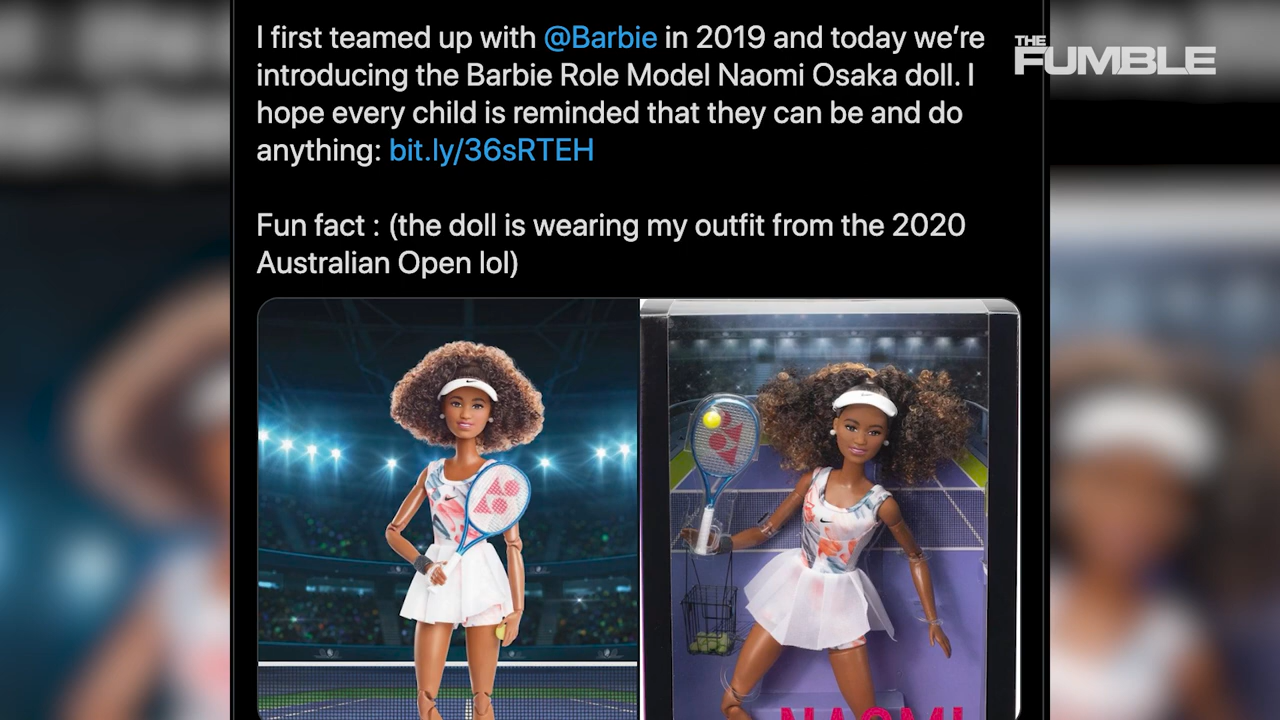 I first teamed up with @Barbie in 2019 and today we’re
introducing the Barbie Role Model Naomi Osaka doll. I
hope every child is reminded that they can be and do
anything: bit.ly/36sRTEH
Fun fact : (the doll is wearing my outfit from the 2020
Australian Open lol)
THE
FUMBLE
NAOMI